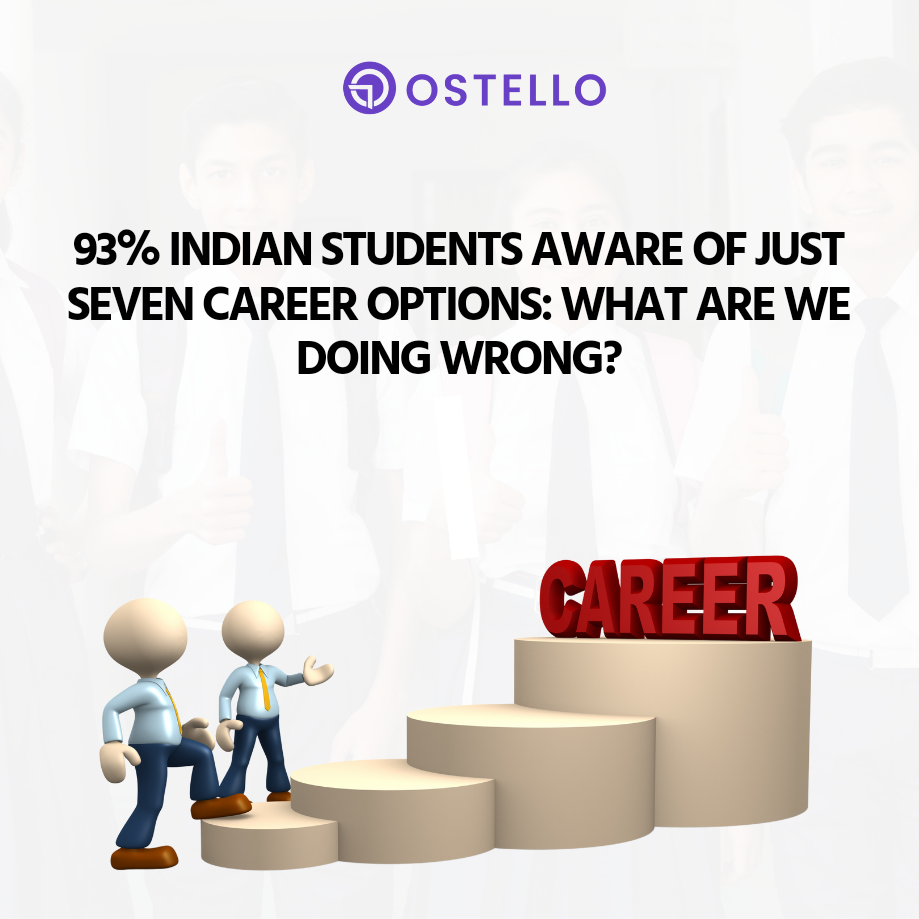 OSTELLO
93% INDIAN STUDENTS AWARE OF JUST
SEVEN CAREER OPTIONS: WHAT ARE WE
DOING WRONG?
CAREER